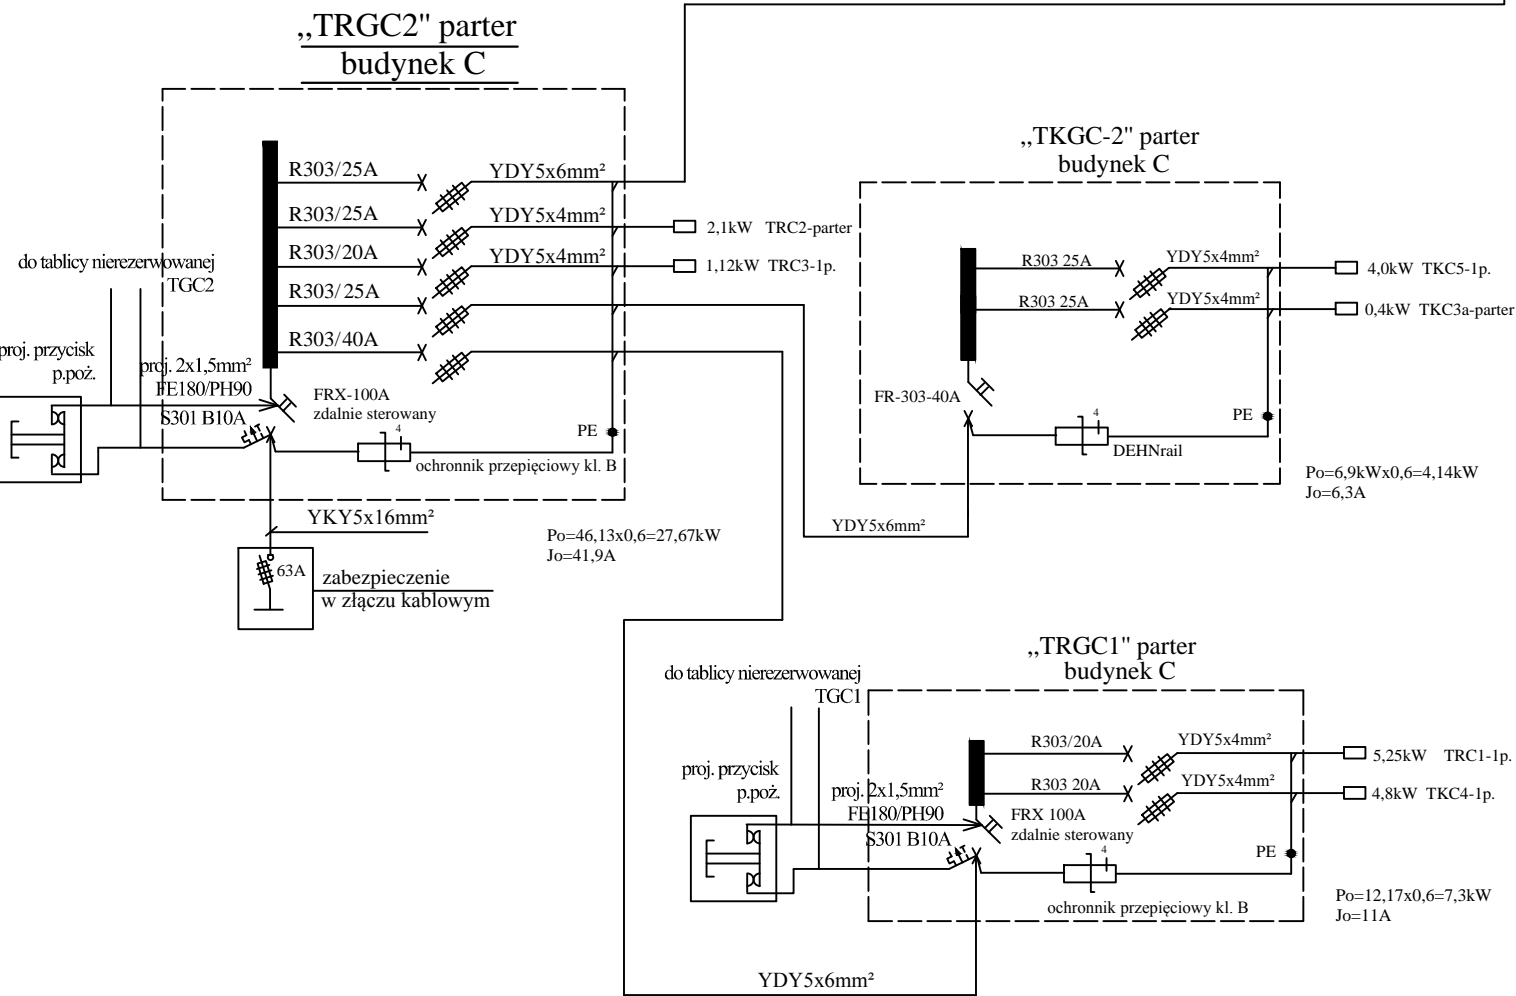 ,,TRGC2" parter
budynek C
R303/25A
YDY5x6mm²
R303/25A
YDY5x4mm²
2,1kW TRC2-parter
R303/20A
YDY5x4mm²
1,12kW TRC3-1p.
R303/25A
R303/40A
do tablicy nierezerwowanej
TGC2
proj. przycisk
p.poż.
proj. 2x1,5mm²
FE180/PH90
S301 B10A
FRX-100A
zdalnie sterowany
4
PE
ochronnik przepięciowy kl. B
YKY5x16mm²
63A
zabezpieczenie
w złączu kablowym
Po=46,13x0,6=27,67kW
Jo=41,9A
,,TKGC-2" parter
budynek C
R303 25A
YDY5x4mm²
4,0kW TKC5-1p.
R303 25A
YDY5x4mm²
0,4kW TKC3a-parter
FR-303-40A
4
PE
DEHNrail
Po=6,9kWx0,6=4,14kW
Jo=6,3A
YDY5x6mm²
,,TRGC1" parter
budynek C
do tablicy nierezerwowanej
TGC1
R303/20A
YDY5x4mm²
5,25kW TRC1-1p.
R303 20A
YDY5x4mm²
4,8kW TKC4-1p.
proj. przycisk
p.poż.
proj. 2x1,5mm²
FE180/PH90
S301 B10A
FRX 100A
zdalnie sterowany
4
PE
ochronnik przepięciowy kl. B
Po=12,17x0,6=7,3kW
Jo=11A
YDY5x6mm²